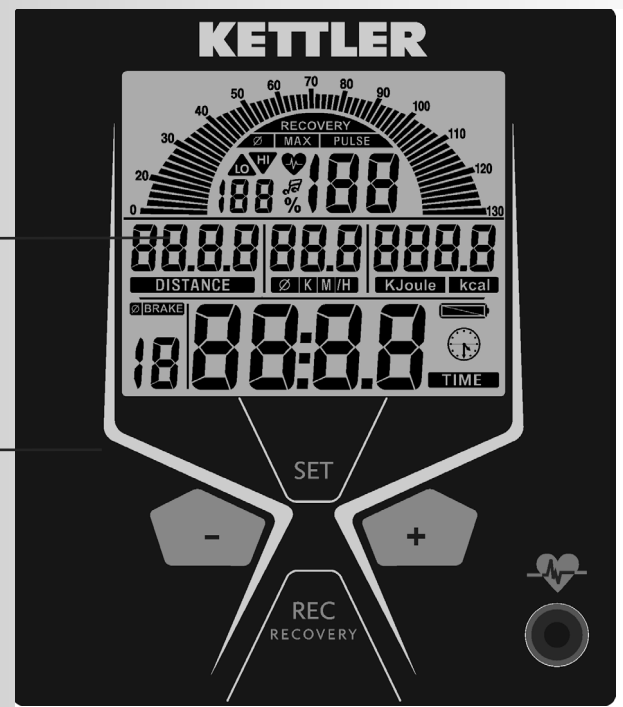 KETTLER
0 20 30 40 50 60 70 80 90 100 110 120 130
RECOVERY
Ø MAX PULSE
LO HI
188 % 188
88.8.8 88.8 888.8
DISTANCE Ø K M /H KJoule kcal
Ø BRAKE
18 88:8.8
TIME
SET
- +
REC
RECOVERY